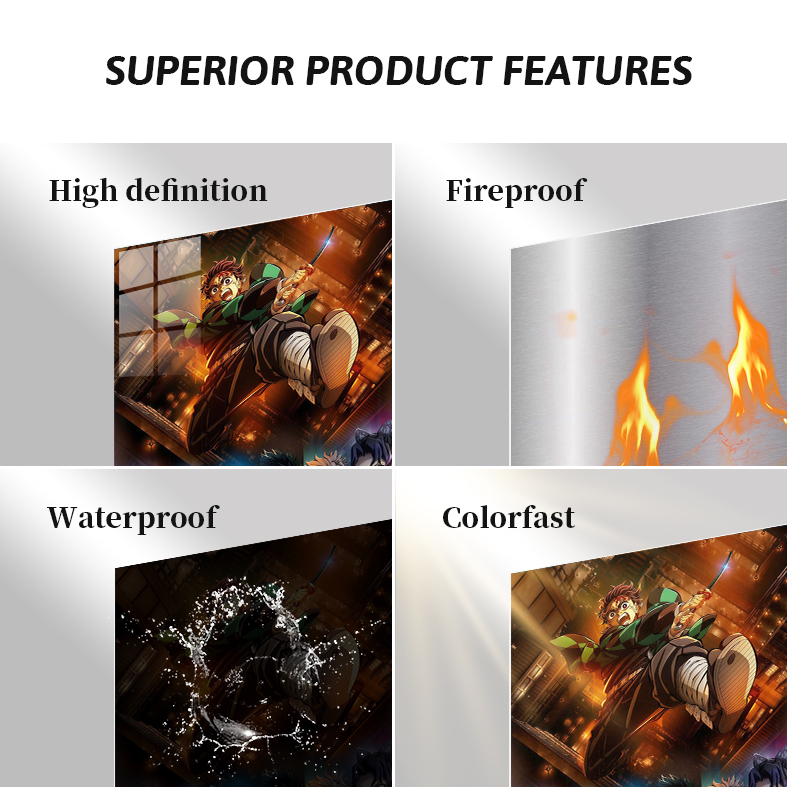 SUPERIOR PRODUCT FEATURES
High definition
Fireproof
Waterproof
Colorfast